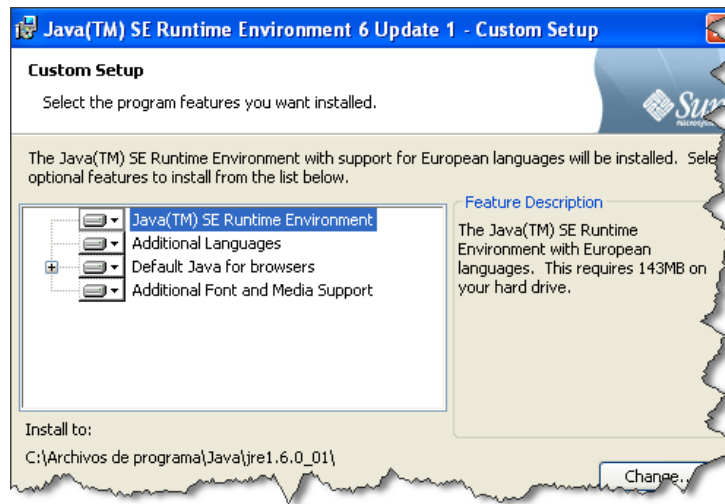 Java(TM) SE Runtime Environment 6 Update 1 - Custom Setup
Custom Setup
Select the program features you want installed.
Sun
The Java(TM) SE Runtime Environment with support for European languages will be installed.
optional features to install from the list below.
Java(TM) SE Runtime Environment
Additional Languages
Default Java for browsers
Additional Font and Media Support
Feature Description
The Java(TM) SE Runtime
Environment with European
languages. This requires 143MB on
your hard drive.
Install to:
C:\Archivos de programa\Java\jre1.6.0_01\
Change..